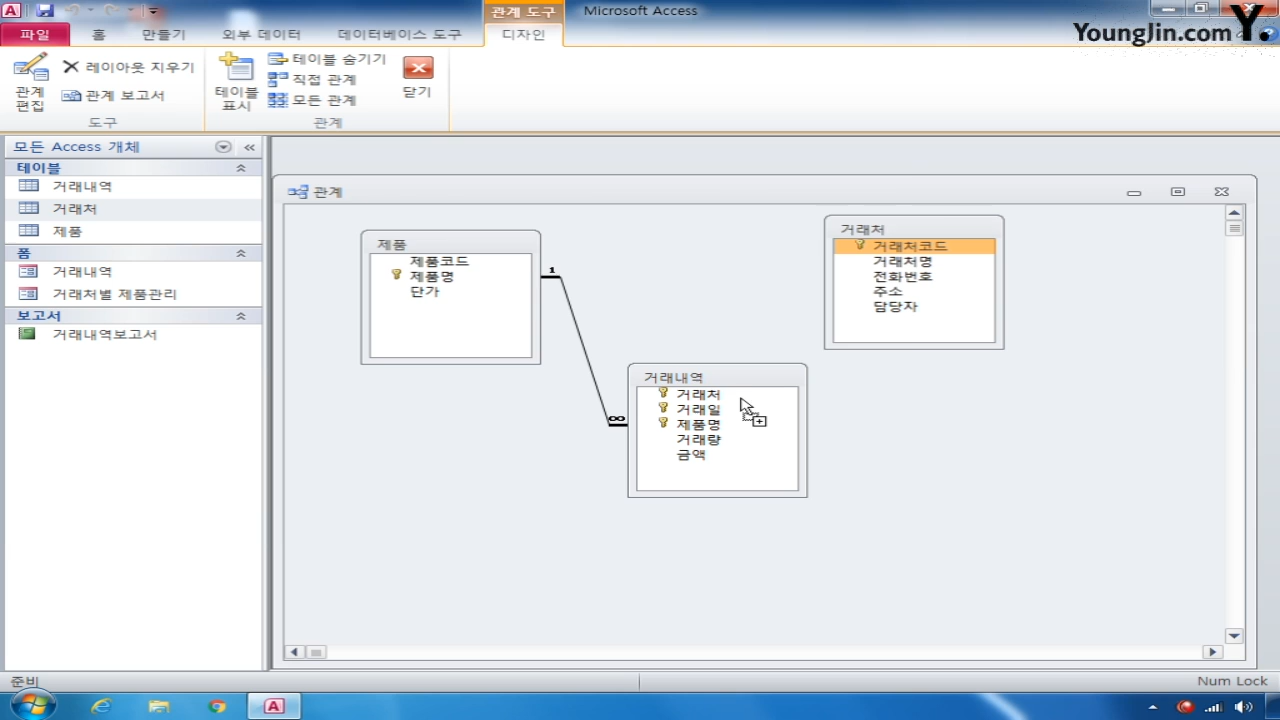 관계 도구
Microsoft Access
YoungJin.com
Y.
파일
홈
만들기
외부 데이터
데이터베이스 도구
디자인
관계
편집
레이아웃 지우기
관계 보고서
도구
테이블
표시
테이블 숨기기
직접 관계
모든 관계
닫기
관계
모든 Access 개체
테이블
거래내역
거래처
제품
폼
거래내역
거래처별 제품관리
보고서
거래내역보고서
관계
제품
제품코드
제품명
단가
1
∞
거래내역
거래처
거래일
제품명
거래량
금액
거래처
거래처코드
거래처명
전화번호
주소
담당자
준비
Num Lock